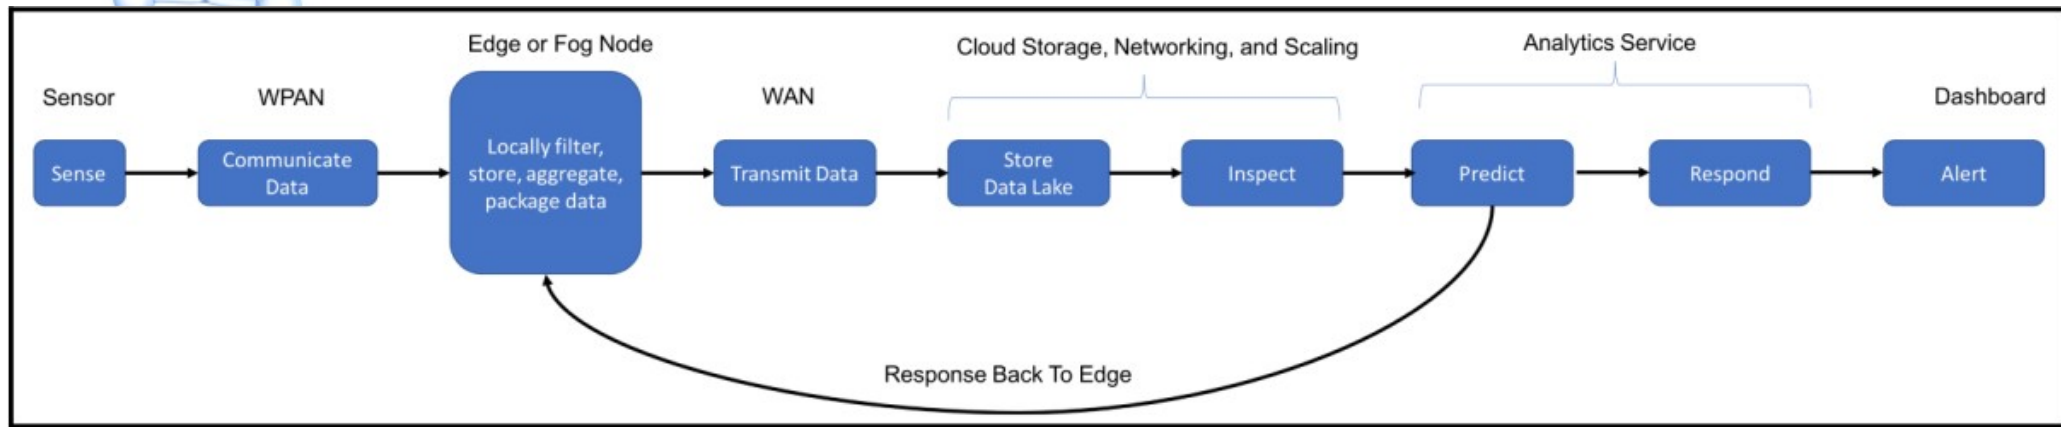 Edge or Fog Node
Cloud Storage, Networking, and Scaling
Analytics Service
Sensor
WPAN
WAN
Dashboard
Sense
Communicate
Data
Locally filter,
store, aggregate,
package data
Transmit Data
Store
Data Lake
Inspect
Predict
Respond
Alert
Response Back To Edge